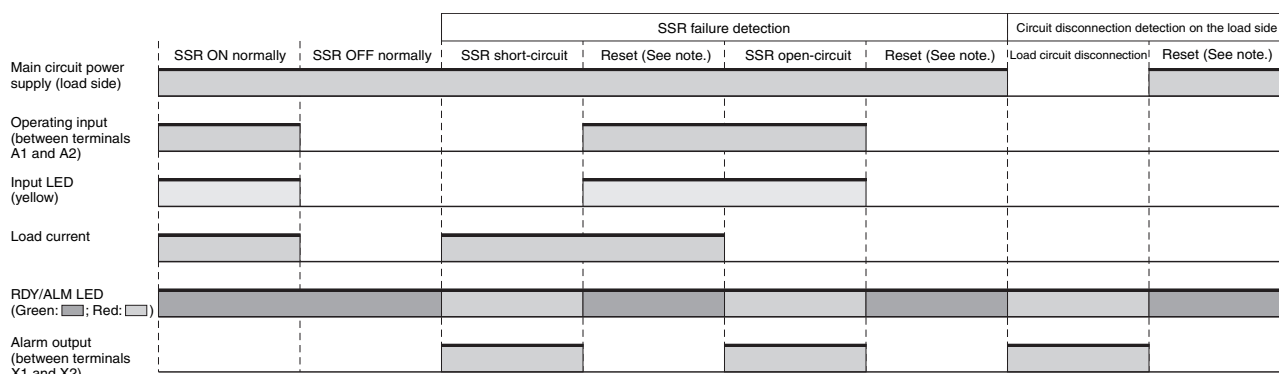 SSR failure detection
Circuit disconnection detection on the load side
SSR ON normally
SSR OFF normally
SSR short-circuit
Reset (See note.)
SSR open-circuit
Reset (See note.)
Load circuit disconnection
Reset (See note.)
Main circuit power
supply (load side)
Operating input
(between terminals
A1 and A2)
Input LED
(yellow)
Load current
RDY/ALM LED
(Green: ; Red: )
Alarm output
(between terminals
X1 and X2)